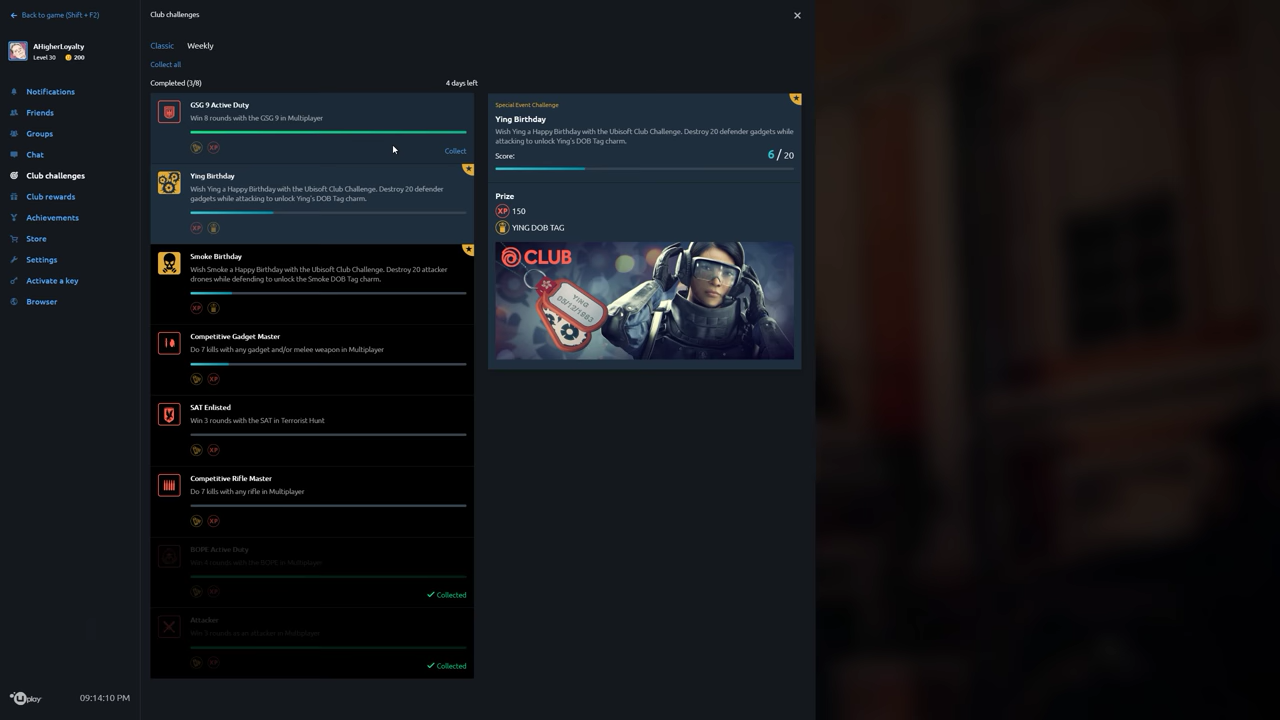 Back to game (Shift + F2)
AHigherLoyalty
Level 30
200
Notifications
Friends
Groups
Chat
Club challenges
Club rewards
Achievements
Store
Settings
Activate a key
Browser
uplay
09:14:10 PM
Club challenges
Classic
Weekly
Collect all
Completed (3/8)
4 days left
GSG 9 Active Duty
Win 8 rounds with the GSG 9 in Multiplayer
XP
Collect
Ying Birthday
Wish Ying a Happy Birthday with the Ubisoft Club Challenge. Destroy 20 defender
gadgets while attacking to unlock Ying's DOB Tag charm.
XP
Smoke Birthday
Wish Smoke a Happy Birthday with the Ubisoft Club Challenge. Destroy 20 attacker
drones while defending to unlock the Smoke DOB Tag charm.
XP
Competitive Gadget Master
Do 7 kills with any gadget and/or melee weapon in Multiplayer
XP
SAT Enlisted
Win 3 rounds with the SAT in Terrorist Hunt
XP
Competitive Rifle Master
Do 7 kills with any rifle in Multiplayer
XP
BOPE Active Duty
rounds with the BOPE in Multiplayer
XP
Collected
Attacker
rounds as an Attacker in Multiplayer
XP
Collected
Special Event Challenge
Ying Birthday
Wish Ying a Happy Birthday with the Ubisoft Club Challenge. Destroy 20 defender gadgets while
attacking to unlock Ying's DOB Tag charm.
Score:
6 / 20
Prize
XP 150
YING DOB TAG
CLUB
YING
05/12/1983